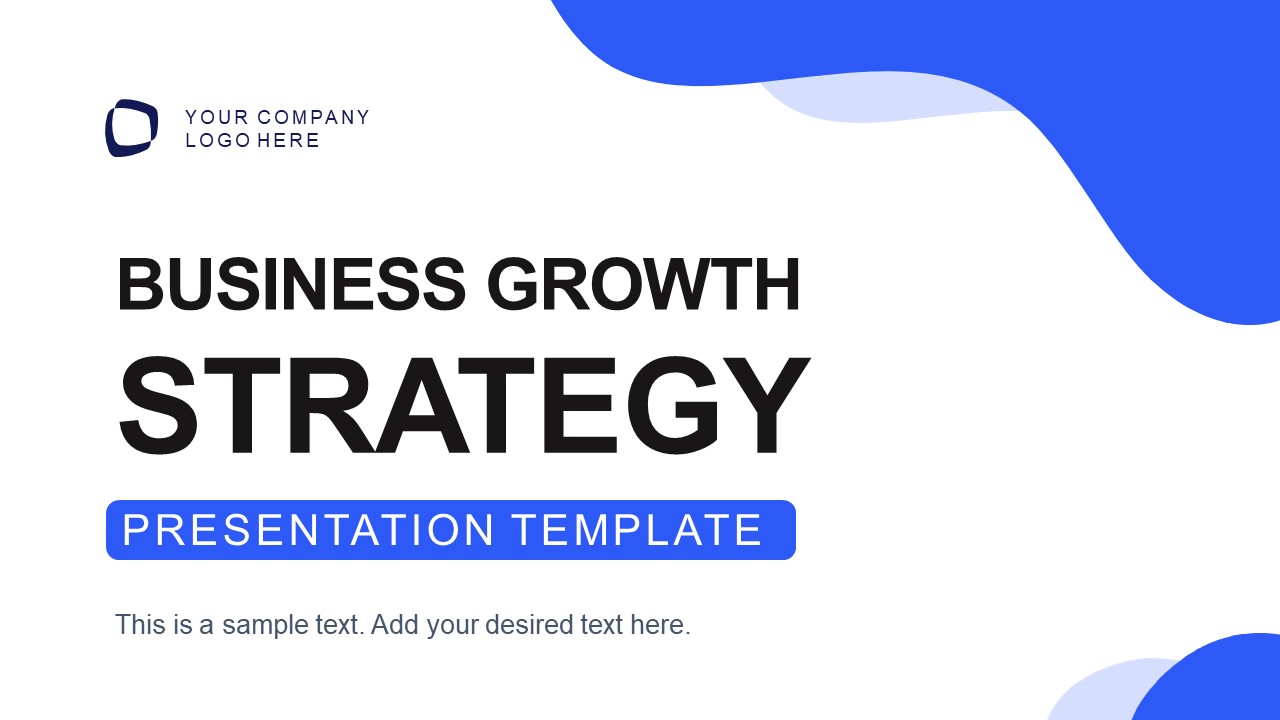 YOUR COMPANY
LOGO HERE
BUSINESS GROWTH
STRATEGY
PRESENTATION TEMPLATE
This is a sample text. Add your desired text here.